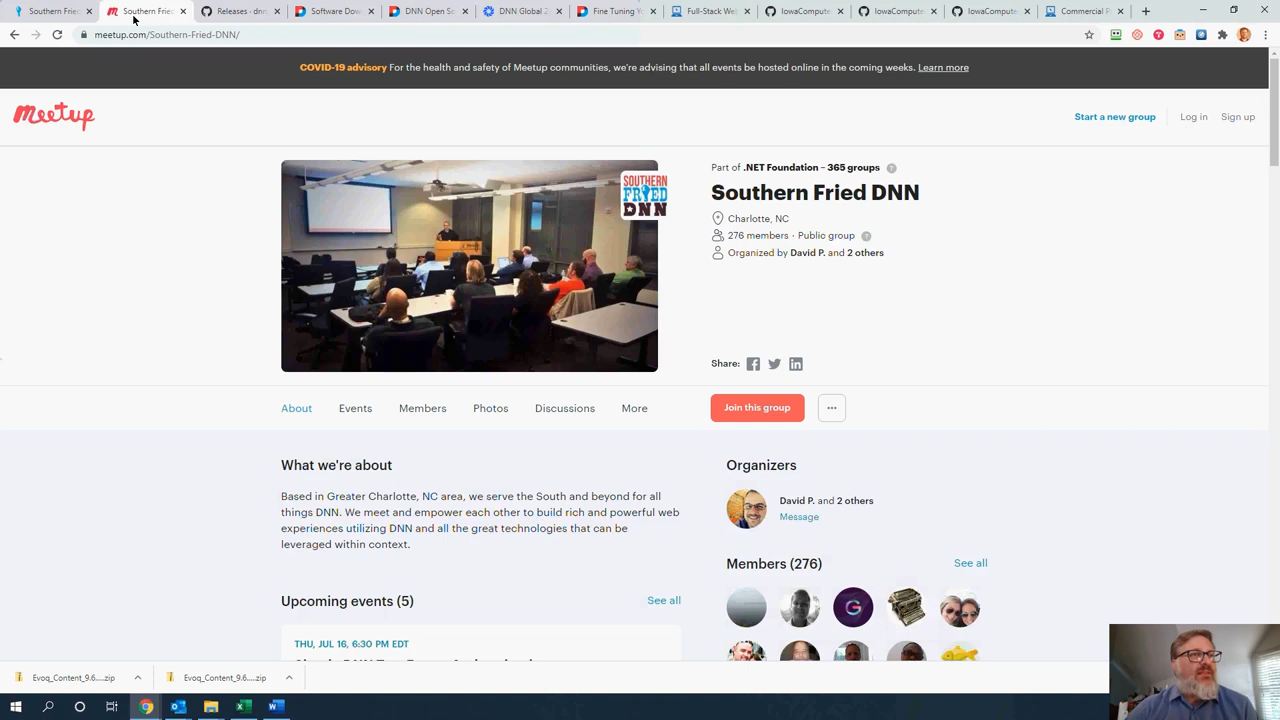 Southern Fried
Southern Fried
Releases · dnn
Software Dow
DNN Open So
DNN Global 2
Fine Tuning Y
Full-Stack We
IowaCompute
IowaCompute
IowaCompute
Commercial P
meetup.com/Southern-Fried-DNN/
COVID-19 advisory For the health and safety of Meetup communities, we're advising that all events be hosted online in the coming weeks. Learn more
meetup
Start a new group
Log in
Sign up
SOUTHERN
FRIED
DNN
Part of .NET Foundation – 365 groups ?
Southern Fried DNN
Charlotte, NC
276 members · Public group ?
Organized by David P. and 2 others
Share:
About
Events
Members
Photos
Discussions
More
Join this group
What we're about
Based in Greater Charlotte, NC area, we serve the South and beyond for all
things DNN. We meet and empower each other to build rich and powerful web
experiences utilizing DNN and all the great technologies that can be
leveraged within context.
Organizers
David P. and 2 others
Message
Members (276)
See all
Upcoming events (5)
See all
THU, JUL 16, 6:30 PM EDT
Evoq_Content_9.6....zip
Evoq_Content_9.6....zip